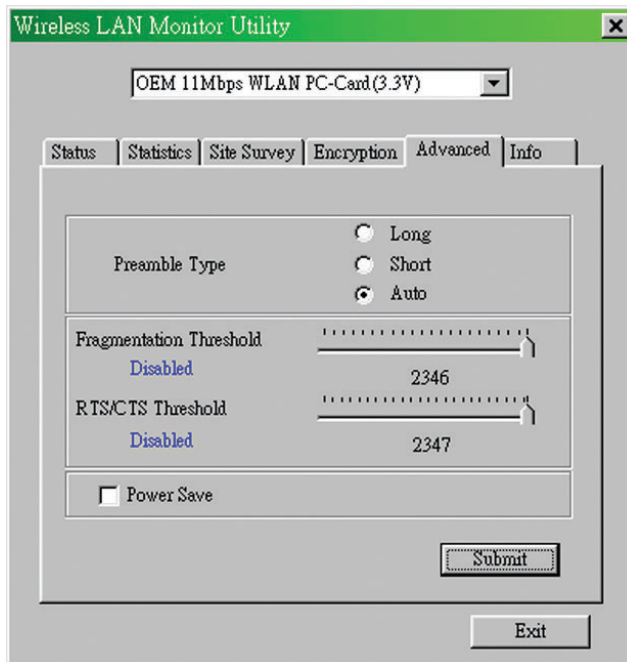 Wireless LAN Monitor Utility
OEM 11Mbps WLAN PC-Card(3.3V)
Status Statistics Site Survey Encryption Advanced Info
Preamble Type
Long
Short
Auto
Fragmentation Threshold
Disabled
2346
RTS/CTS Threshold
Disabled
2347
Power Save
Submit
Exit